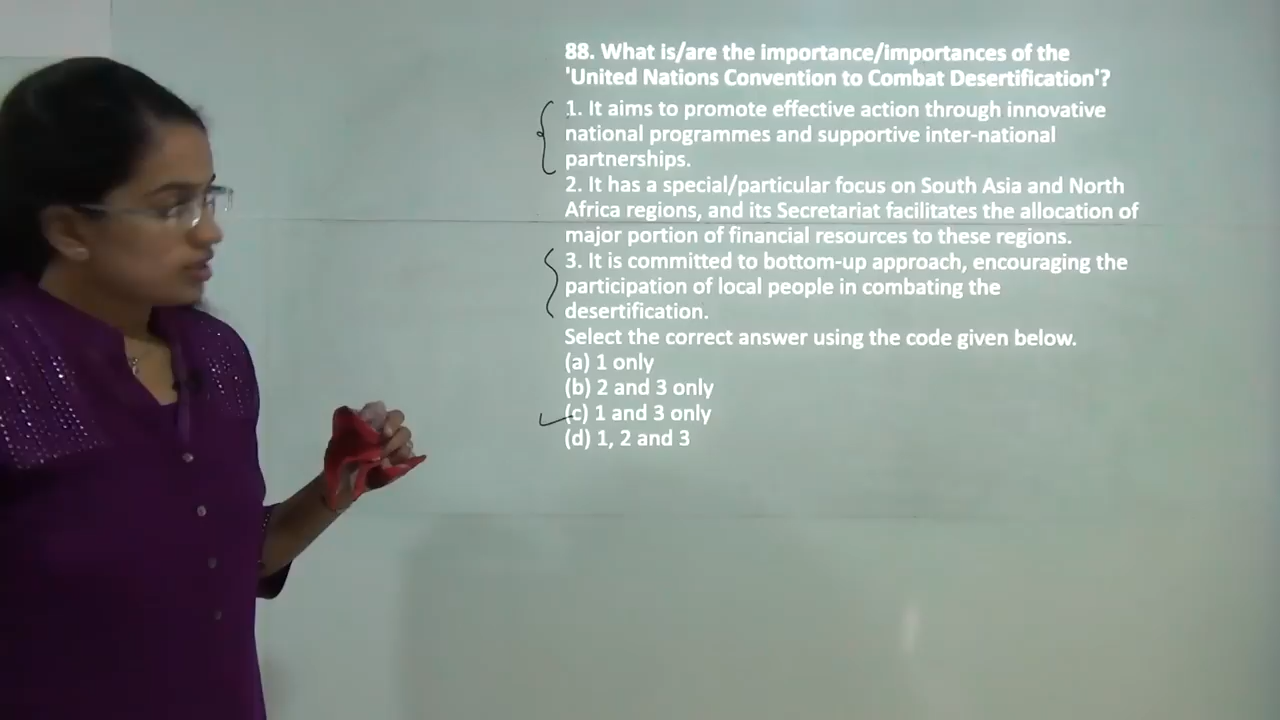 88. What is/are the importance/importances of the
'United Nations Convention to Combat Desertification'?
1. It aims to promote effective action through innovative
national programmes and supportive inter-national
partnerships.
2. It has a special/particular focus on South Asia and North
Africa regions, and its Secretariat facilitates the allocation of
major portion of financial resources to these regions.
3. It is committed to bottom-up approach, encouraging the
participation of local people in combating the
desertification.
Select the correct answer using the code given below.
(a) 1 only
(b) 2 and 3 only
(c) 1 and 3 only
(d) 1, 2 and 3